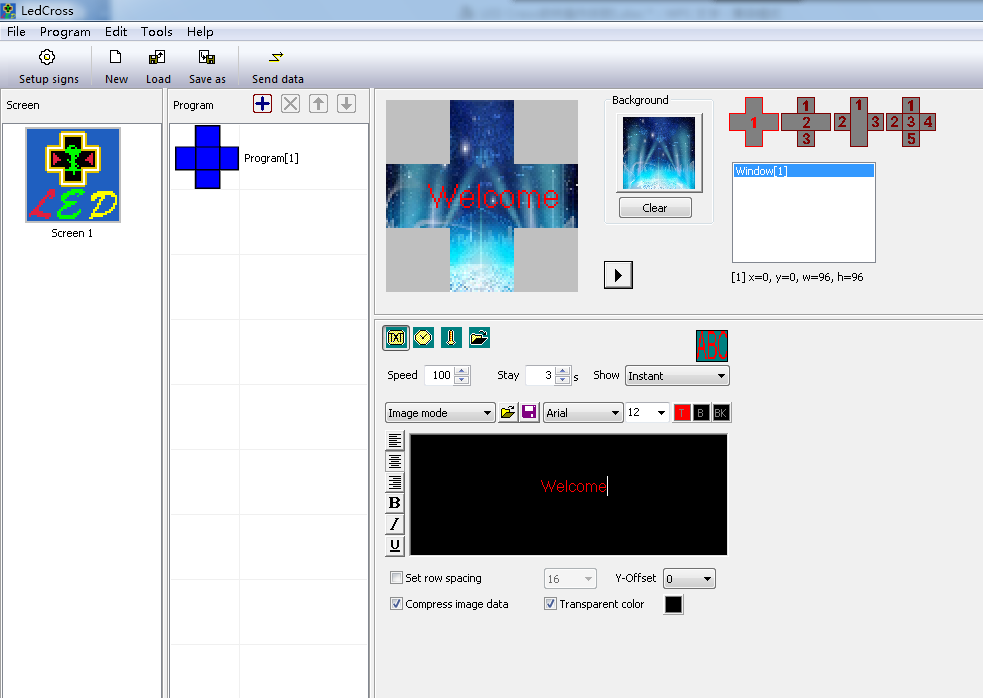 LedCross
File Program Edit Tools Help
Setup signs New Load Save as Send data
Screen
LED
Screen 1
Program
Program[1]
Welcome
Background
Clear
1
1
2
3
1
2 3
1
2 3 4
5
Window[1]
[1] x=0, y=0, w=96, h=96
TXT
ABC
Speed 100 Stay 3 s Show Instant
Image mode Arial 12 T B BK
Welcome
B
I
U
Set row spacing 16 Y-Offset 0
Compress image data Transparent color